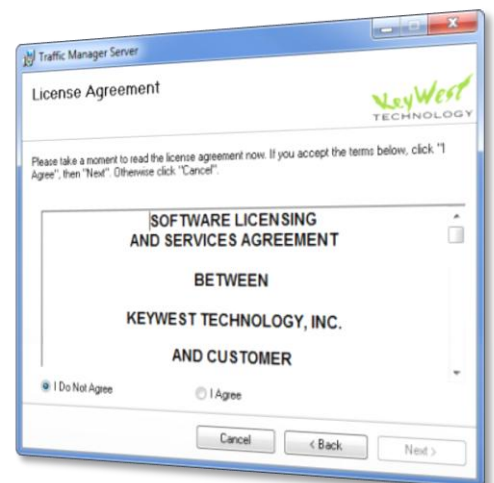 Traffic Manager Server
License Agreement
KeyWest
TECHNOLOGY
Please take a moment to read the license agreement now. If you accept the terms below, click "I
Agree", then "Next". Otherwise click "Cancel".
SOFTWARE LICENSING
AND SERVICES AGREEMENT
BETWEEN
KEYWEST TECHNOLOGY, INC.
AND CUSTOMER
I Do Not Agree
I Agree
Cancel
< Back
Next >